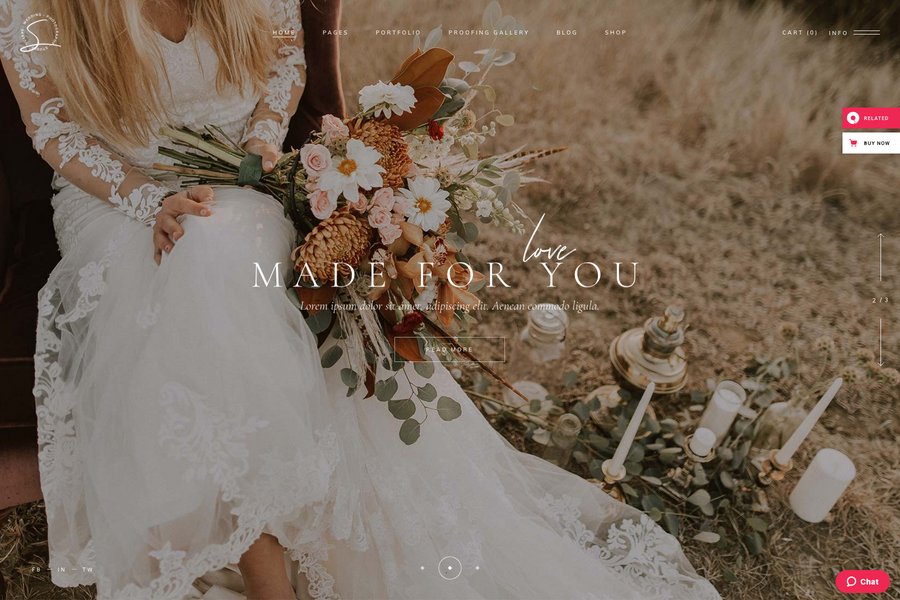 HOME PAGES PORTFOLIO PROOFING GALLERY BLOG SHOP
CART (0) INFO
RELATED
BUY NOW
love
MADE FOR YOU
Lorem ipsum dolor sit amet, adipiscing elit. Aenean commodo ligula.
READ MORE
2 / 3
FB — IN — TW
Chat